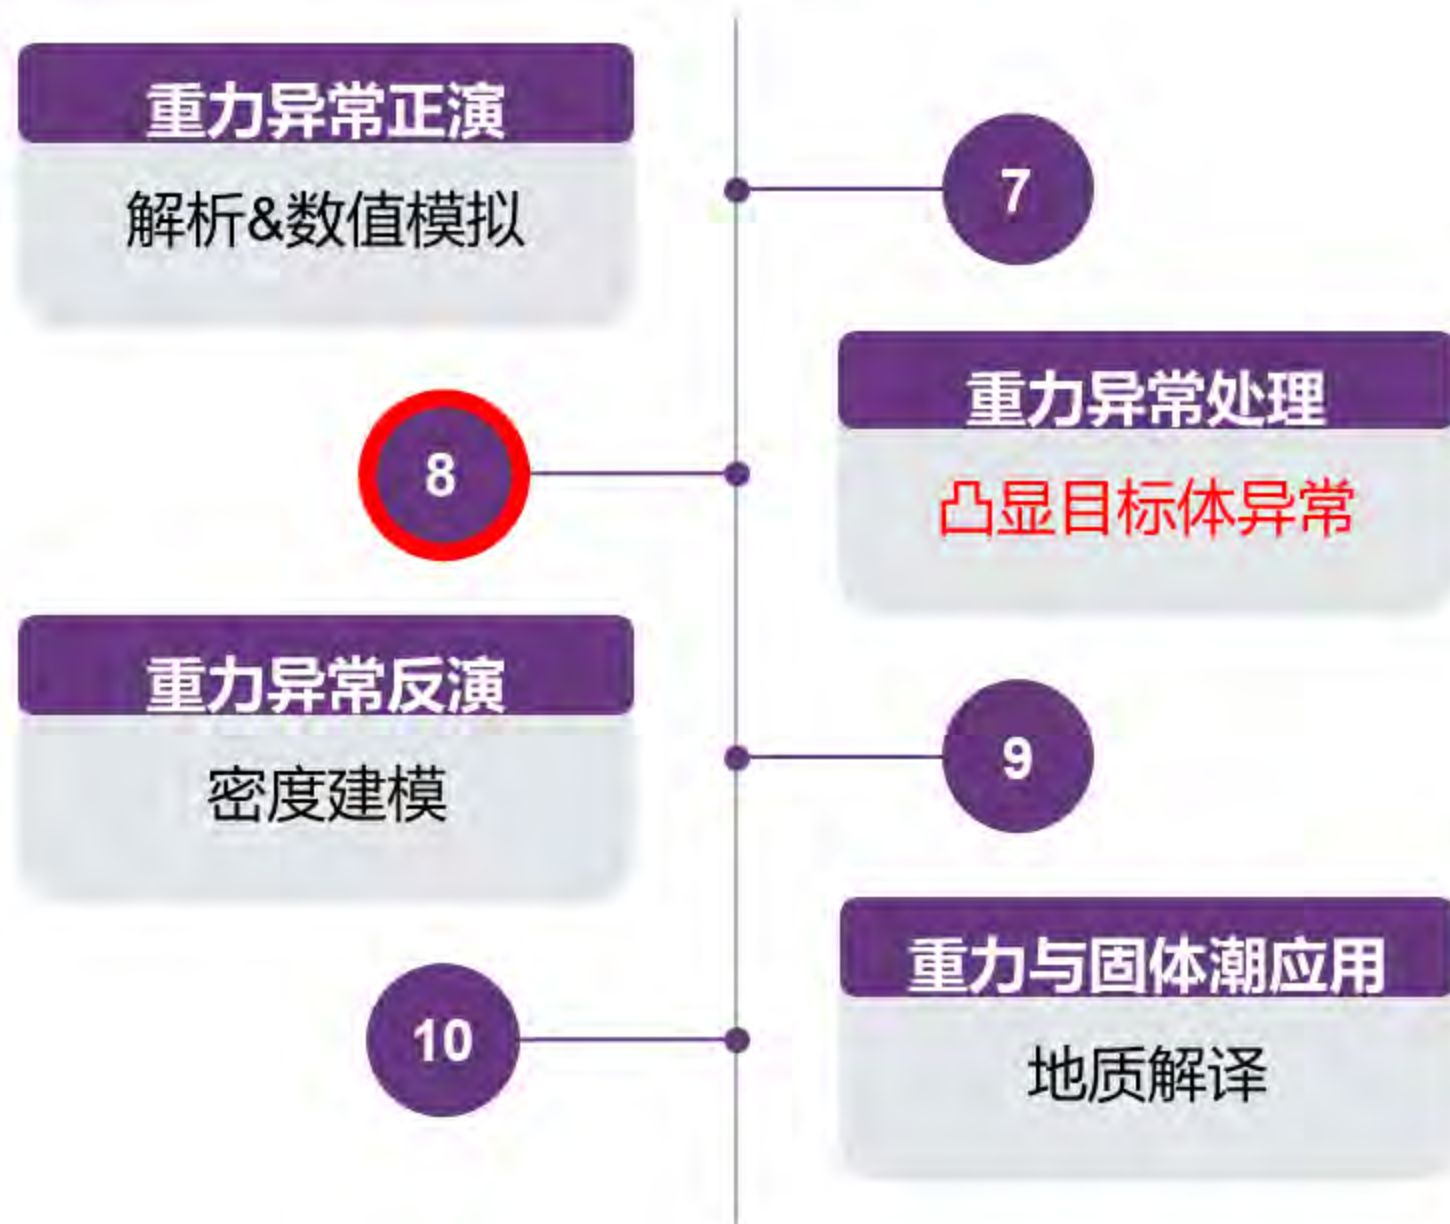 重力异常正演
解析&数值模拟
7
8
重力异常处理
凸显目标体异常
重力异常反演
密度建模
9
10
重力与固体潮应用
地质解译